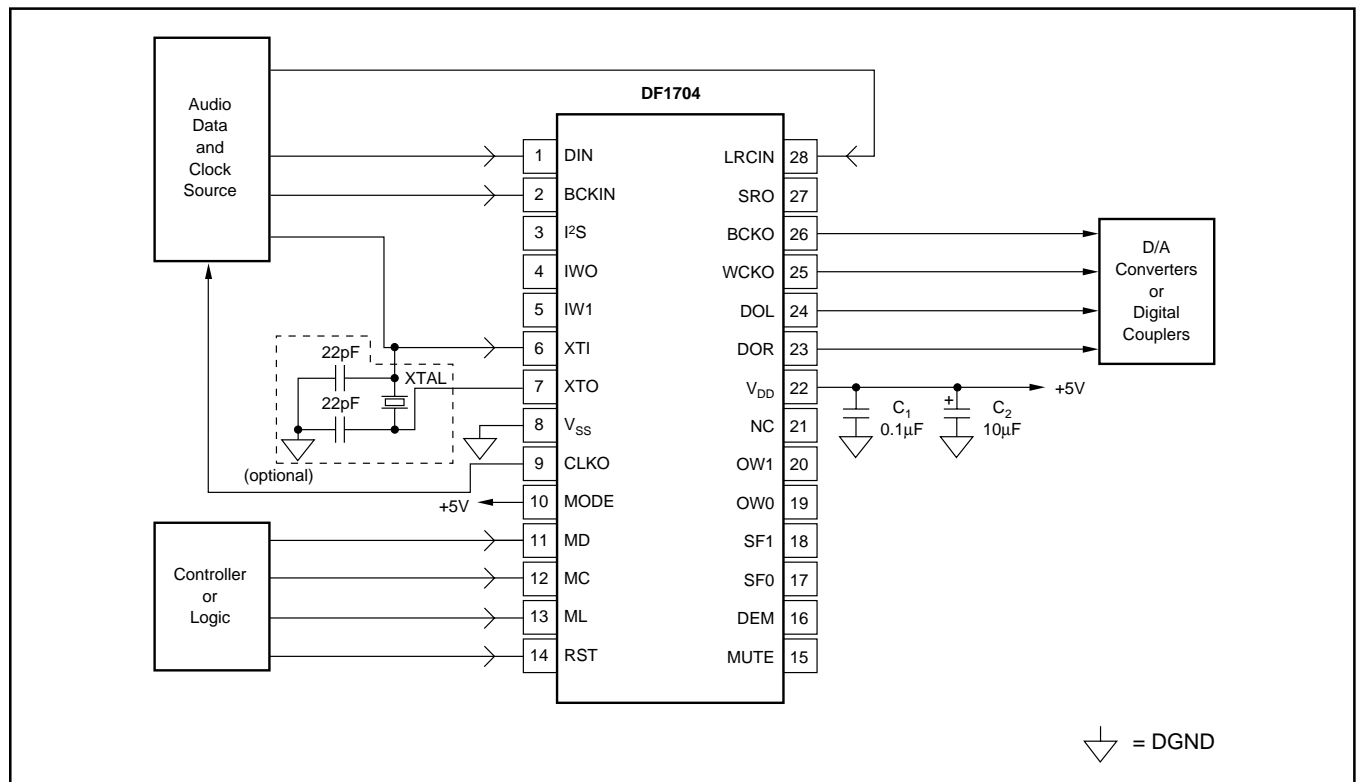 Audio
Data
and
Clock
Source
DF1704
1 DIN
2 BCKIN
3 I²S
4 IWO
5 IW1
6 XTI
7 XTO
8 VSS
9 CLKO
10 MODE
11 MD
12 MC
13 ML
14 RST
LRCIN 28
SRO 27
BCKO 26
WCKO 25
DOL 24
DOR 23
VDD 22
NC 21
OW1 20
OW0 19
SF1 18
SF0 17
DEM 16
MUTE 15
D/A
Converters
or
Digital
Couplers
22pF
XTAL
22pF
(optional)
+5V
+5V
C1
0.1µF
+
C2
10µF
Controller
or
Logic
= DGND